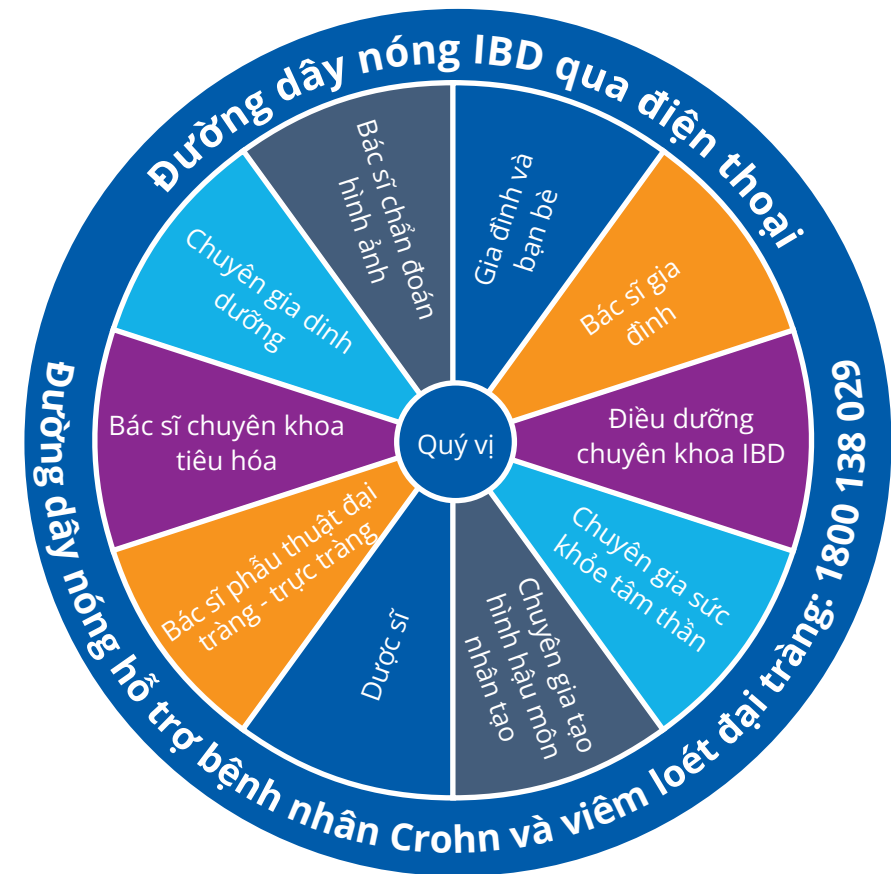 Đường dây nóng IBD qua điện thoại
Gia đình và
bạn bè
Bác sĩ gia
đình
Điều dưỡng
chuyên khoa IBD
Chuyên gia sức
khỏe tâm thần
Chuyên gia tạo
hình hậu môn
nhân tạo
Dược sĩ
Bác sĩ phẫu thuật đại
tràng - trực tràng
Bác sĩ chuyên khoa
tiêu hóa
Chuyên gia dinh
dưỡng
Bác sĩ chẩn đoán
hình ảnh
Quý vị
Đường dây nóng hỗ trợ bệnh nhân Crohn và viêm loét đại tràng: 1800 138 029